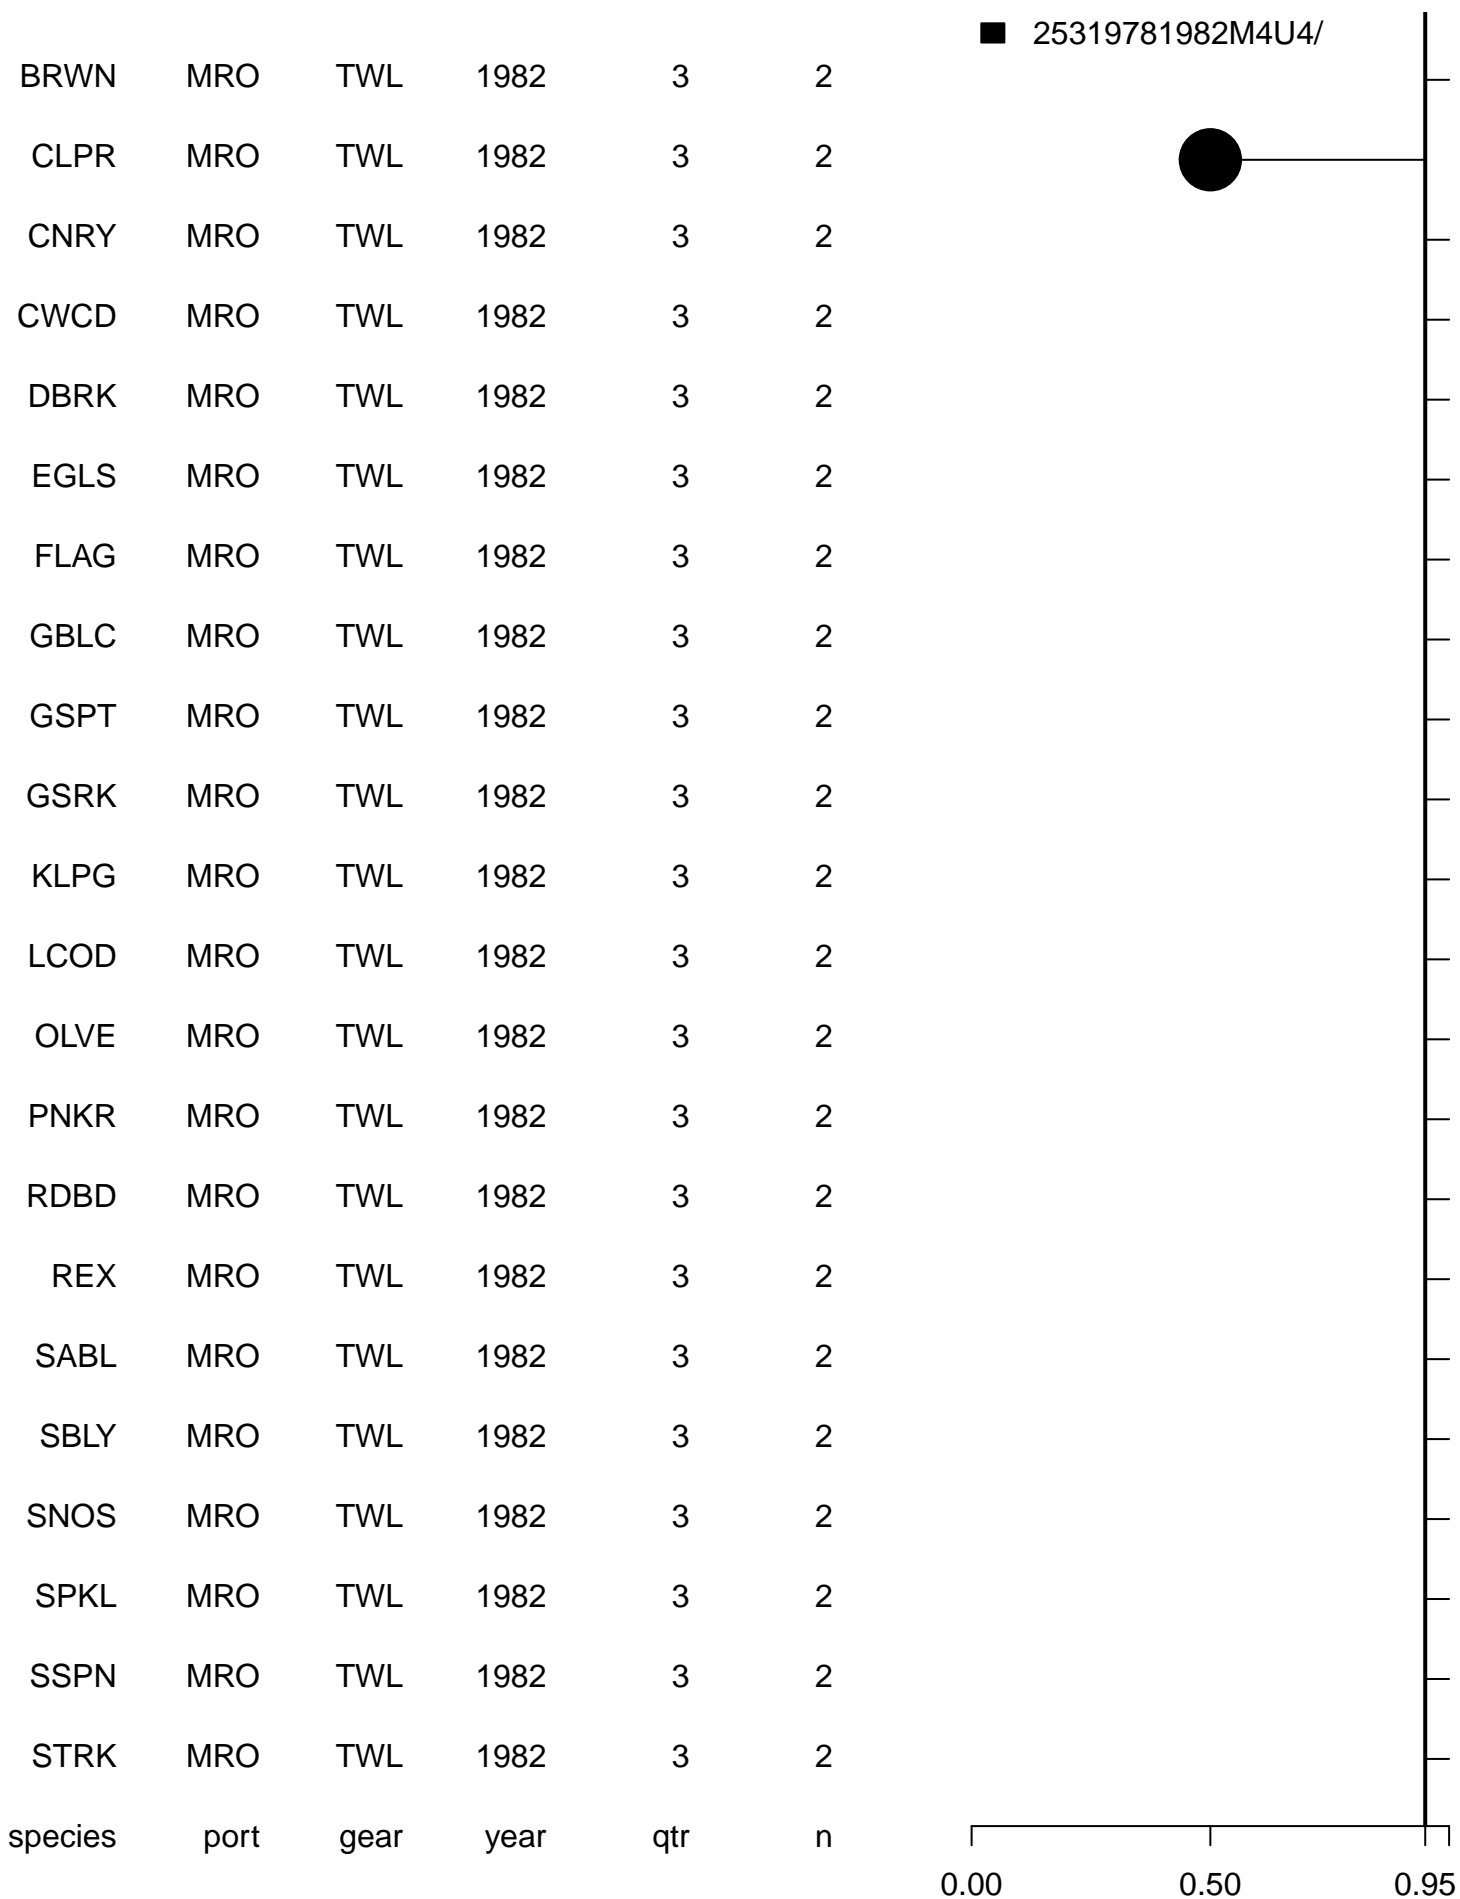 25319781982M4U4/
BRWN MRO TWL 1982 3 2
CLPR MRO TWL 1982 3 2
CNRY MRO TWL 1982 3 2
CWCD MRO TWL 1982 3 2
DBRK MRO TWL 1982 3 2
EGLS MRO TWL 1982 3 2
FLAG MRO TWL 1982 3 2
GBLC MRO TWL 1982 3 2
GSPT MRO TWL 1982 3 2
GSRK MRO TWL 1982 3 2
KLPG MRO TWL 1982 3 2
LCOD MRO TWL 1982 3 2
OLVE MRO TWL 1982 3 2
PNKR MRO TWL 1982 3 2
RDBD MRO TWL 1982 3 2
REX MRO TWL 1982 3 2
SABL MRO TWL 1982 3 2
SBLY MRO TWL 1982 3 2
SNOS MRO TWL 1982 3 2
SPKL MRO TWL 1982 3 2
SSPN MRO TWL 1982 3 2
STRK MRO TWL 1982 3 2
species port gear year qtr n
0.00 0.50 0.95